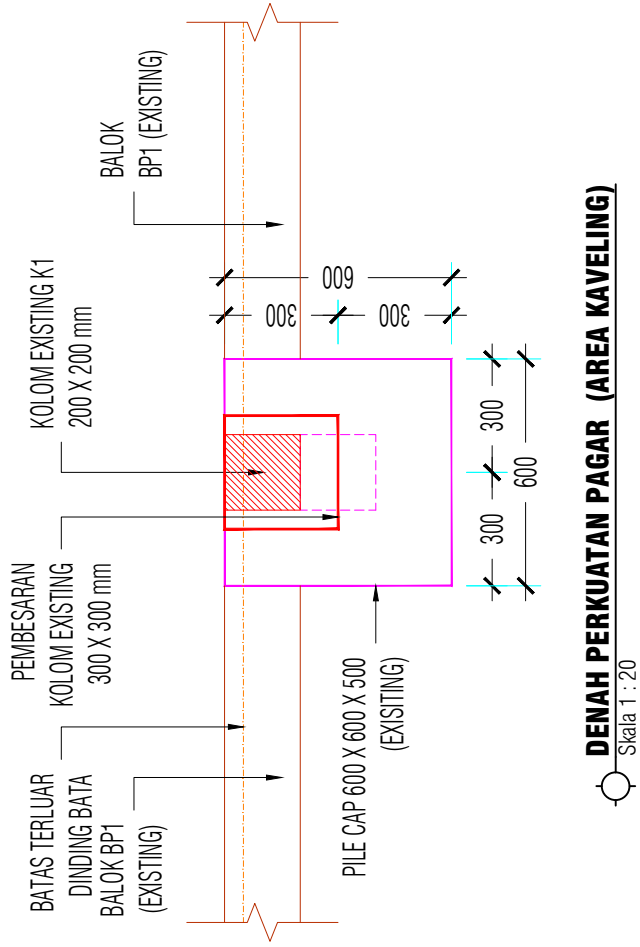 BATAS TERLUAR
DINDING BATA
BALOK BP1
(EXISTING)
PEMBESARAN
KOLOM EXISTING
300 X 300 mm
KOLOM EXISTING K1
200 X 200 mm
BALOK
BP1 (EXISTING)
PILE CAP 600 X 600 X 500
(EXISITING)
300
300
600
300
300
600
DENAH PERKUATAN PAGAR (AREA KAVELING)
Skala 1 : 20